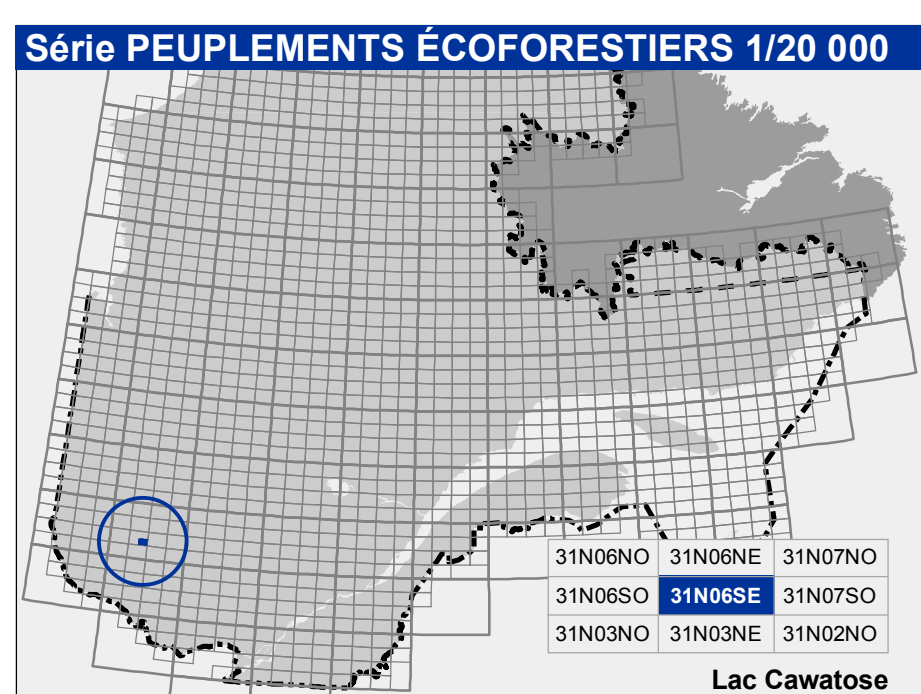 Série PEUPLEMENTS ÉCOFORESTIERS 1/20 000
31N06NO 31N06NE 31N07NO
31N06SO 31N06SE 31N07SO
31N03NO 31N03NE 31N02NO
Lac Cawatose